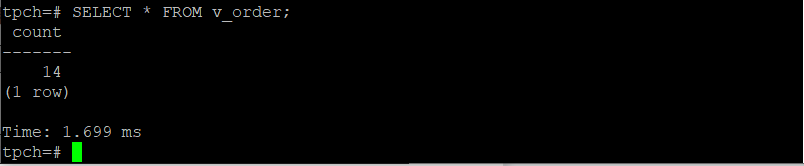 tpch=# SELECT * FROM v_order;
 count
-------
    14
(1 row)

Time: 1.699 ms
tpch=#